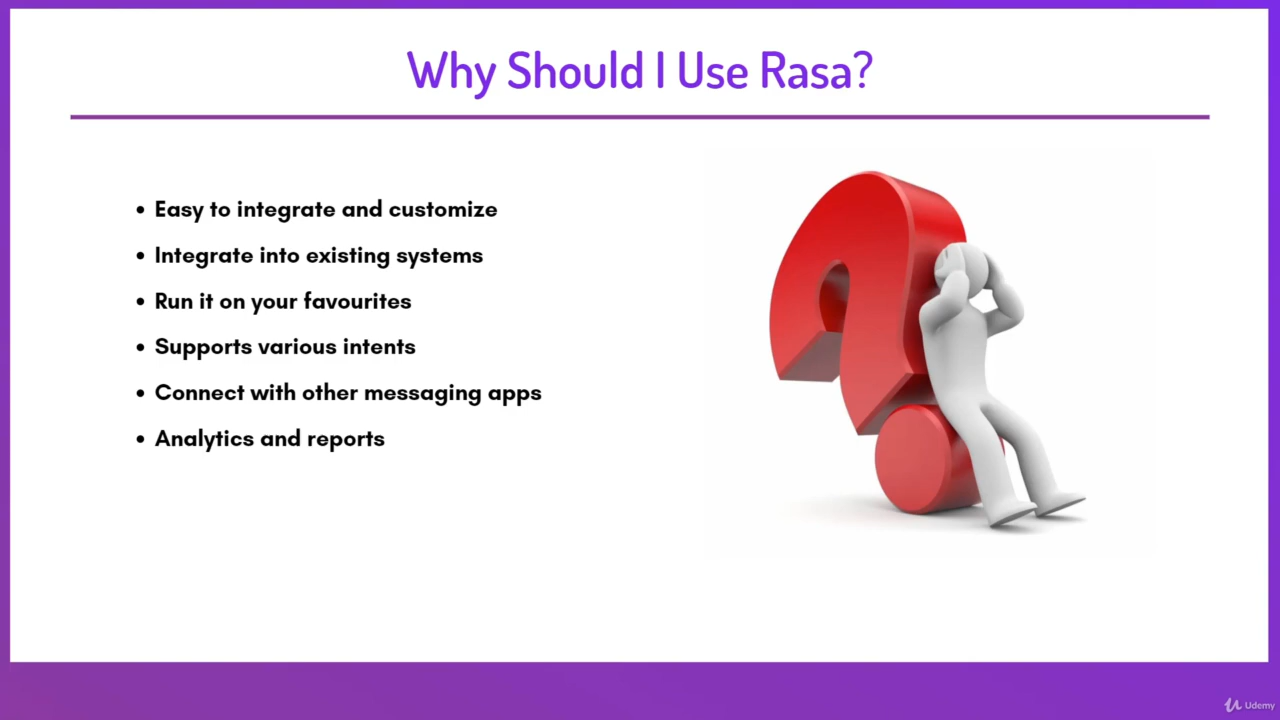 Why Should I Use Rasa?
• Easy to integrate and customize
• Integrate into existing systems
• Run it on your favourites
• Supports various intents
• Connect with other messaging apps
• Analytics and reports
Udemy